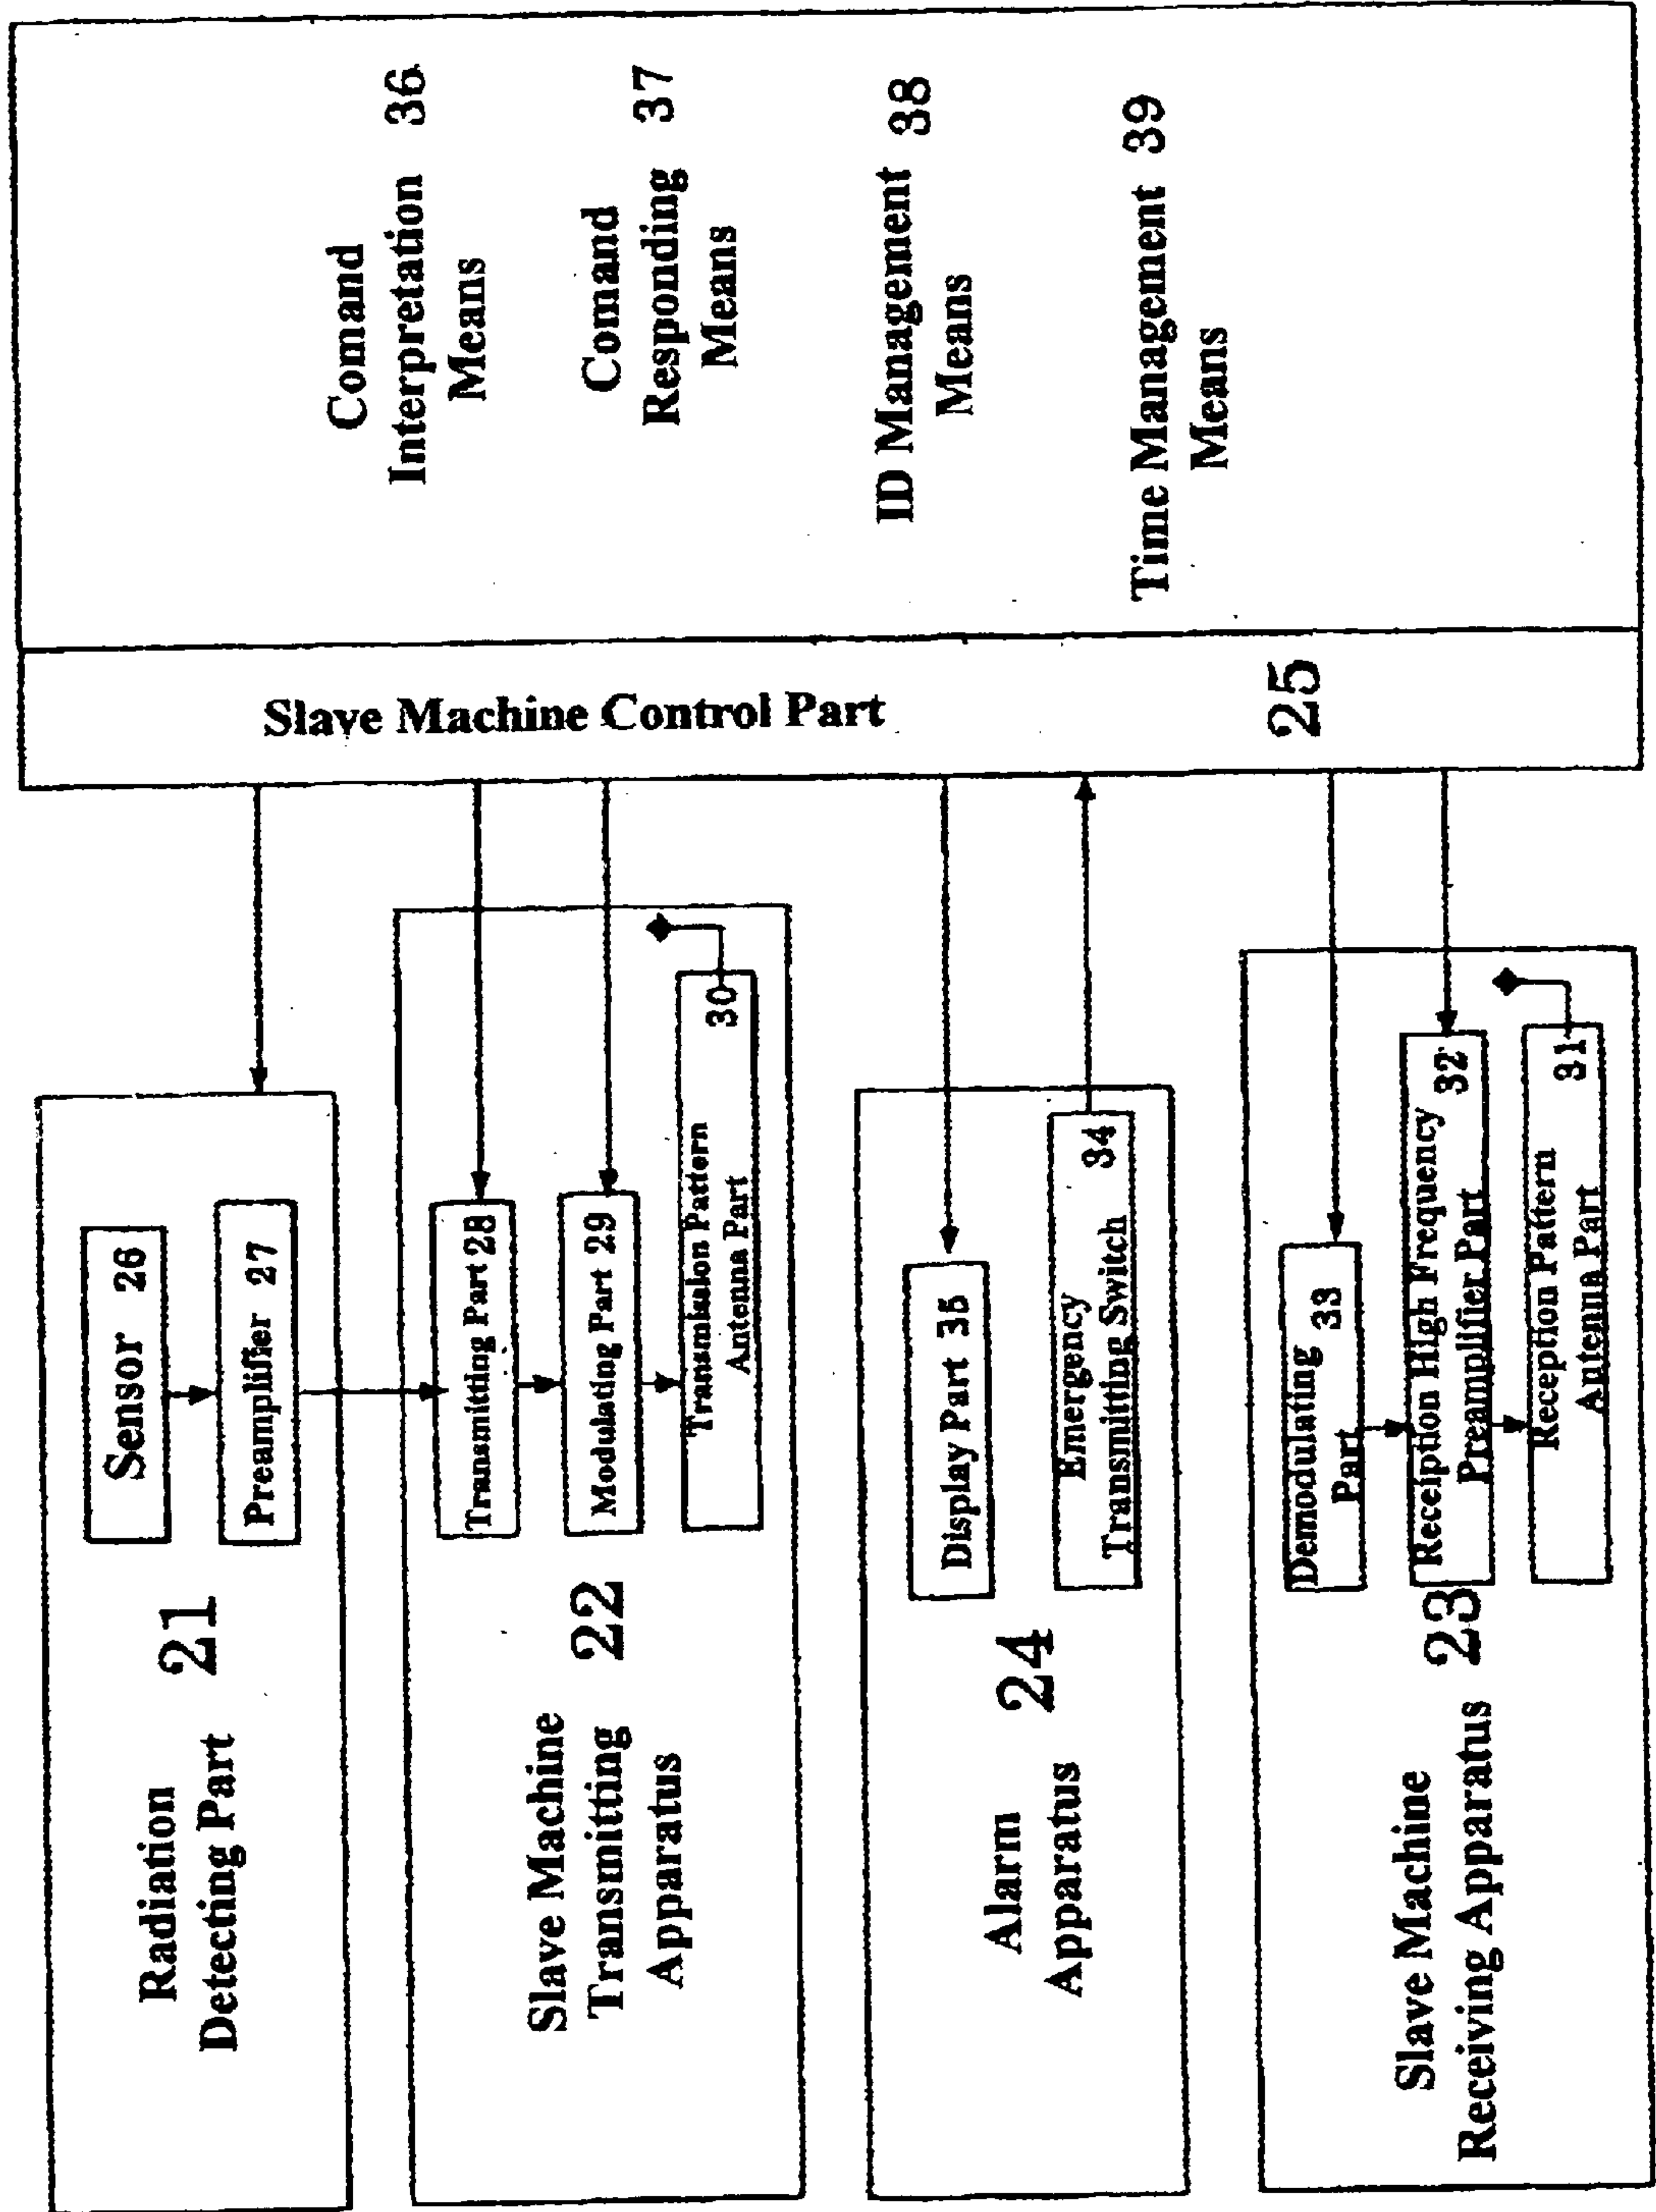 Radiation
Detecting Part 21
Sensor 26
Preamplifier 27
Slave Machine
Transmitting 22
Apparatus
Transmitting Part 28
Modulating Part 29
Transmission Pattern
Antenna Part 30
Alarm
Apparatus 24
Display Part 35
Emergency
Transmitting Switch 34
Slave Machine
Receiving Apparatus 23
Demodulating
Part 33
Reception High Frequency
Preamplifier Part 32
Reception Pattern
Antenna Part 31
Slave Machine Control Part 25
Comand
Interpretation 36
Means
Comand
Responding 37
Means
ID Management 38
Means
Time Management 39
Means